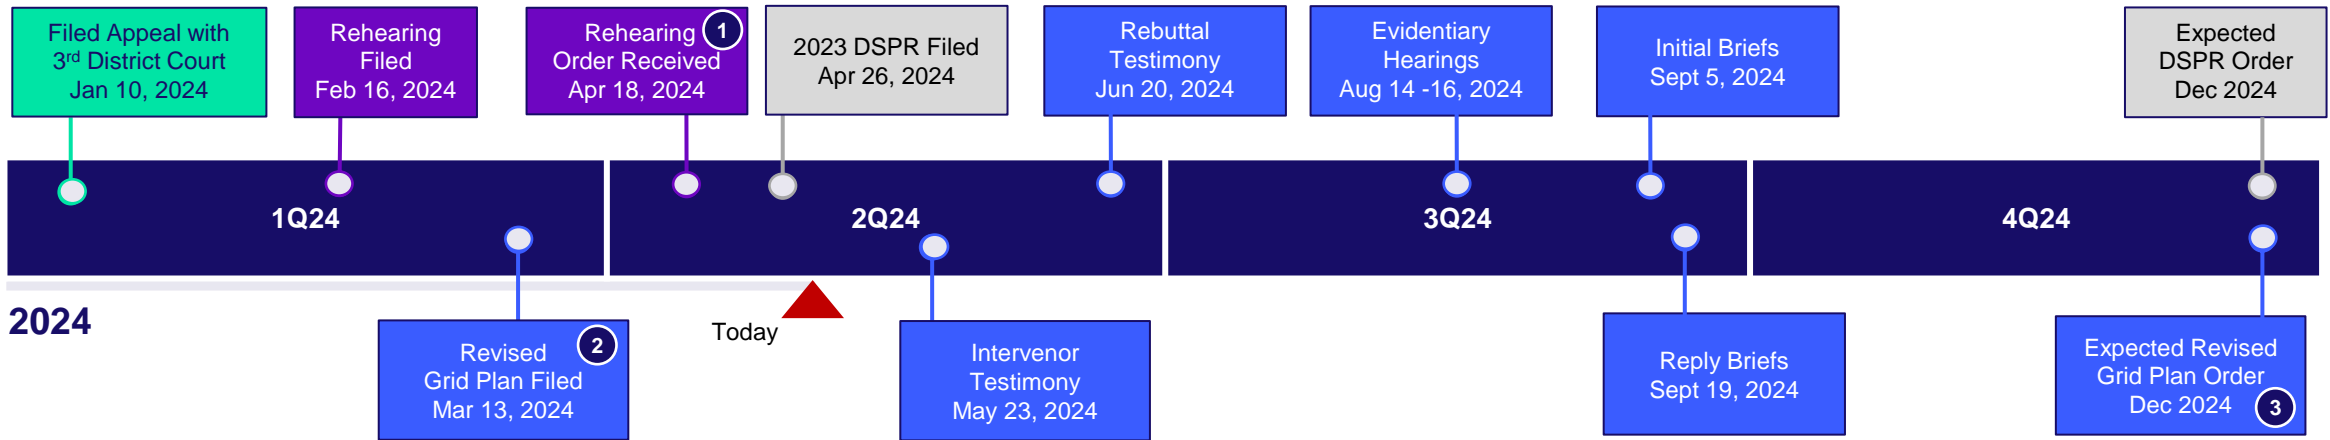 Filed Appeal with
3rd District Court
Jan 10, 2024
Rehearing
Filed
Feb 16, 2024
Rehearing
Order Received
Apr 18, 2024
1
2023 DSPR Filed
Apr 26, 2024
Rebuttal
Testimony
Jun 20, 2024
Evidentiary
Hearings
Aug 14 -16, 2024
Initial Briefs
Sept 5, 2024
Expected
DSPR Order
Dec 2024
1Q24
2Q24
3Q24
4Q24
2024
Today
Revised
Grid Plan Filed
Mar 13, 2024
2
Intervenor
Testimony
May 23, 2024
Reply Briefs
Sept 19, 2024
Expected Revised
Grid Plan Order
Dec 2024
3